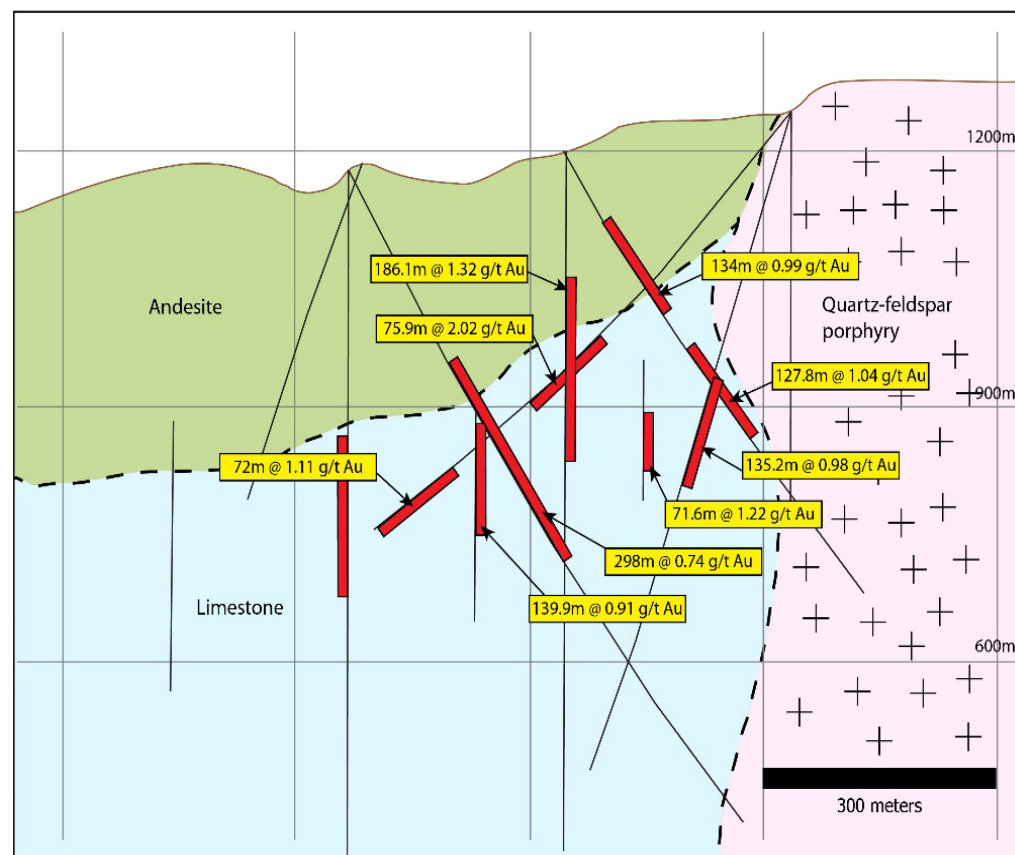 1200m
186.1m @ 1.32 g/t Au
134m @ 0.99 g/t Au
Andesite
Quartz-feldspar
porphyry
75.9m @ 2.02 g/t Au
127.8m @ 1.04 g/t Au
900m
72m @ 1.11 g/t Au
135.2m @ 0.98 g/t Au
71.6m @ 1.22 g/t Au
298m @ 0.74 g/t Au
Limestone
139.9m @ 0.91 g/t Au
600m
300 meters